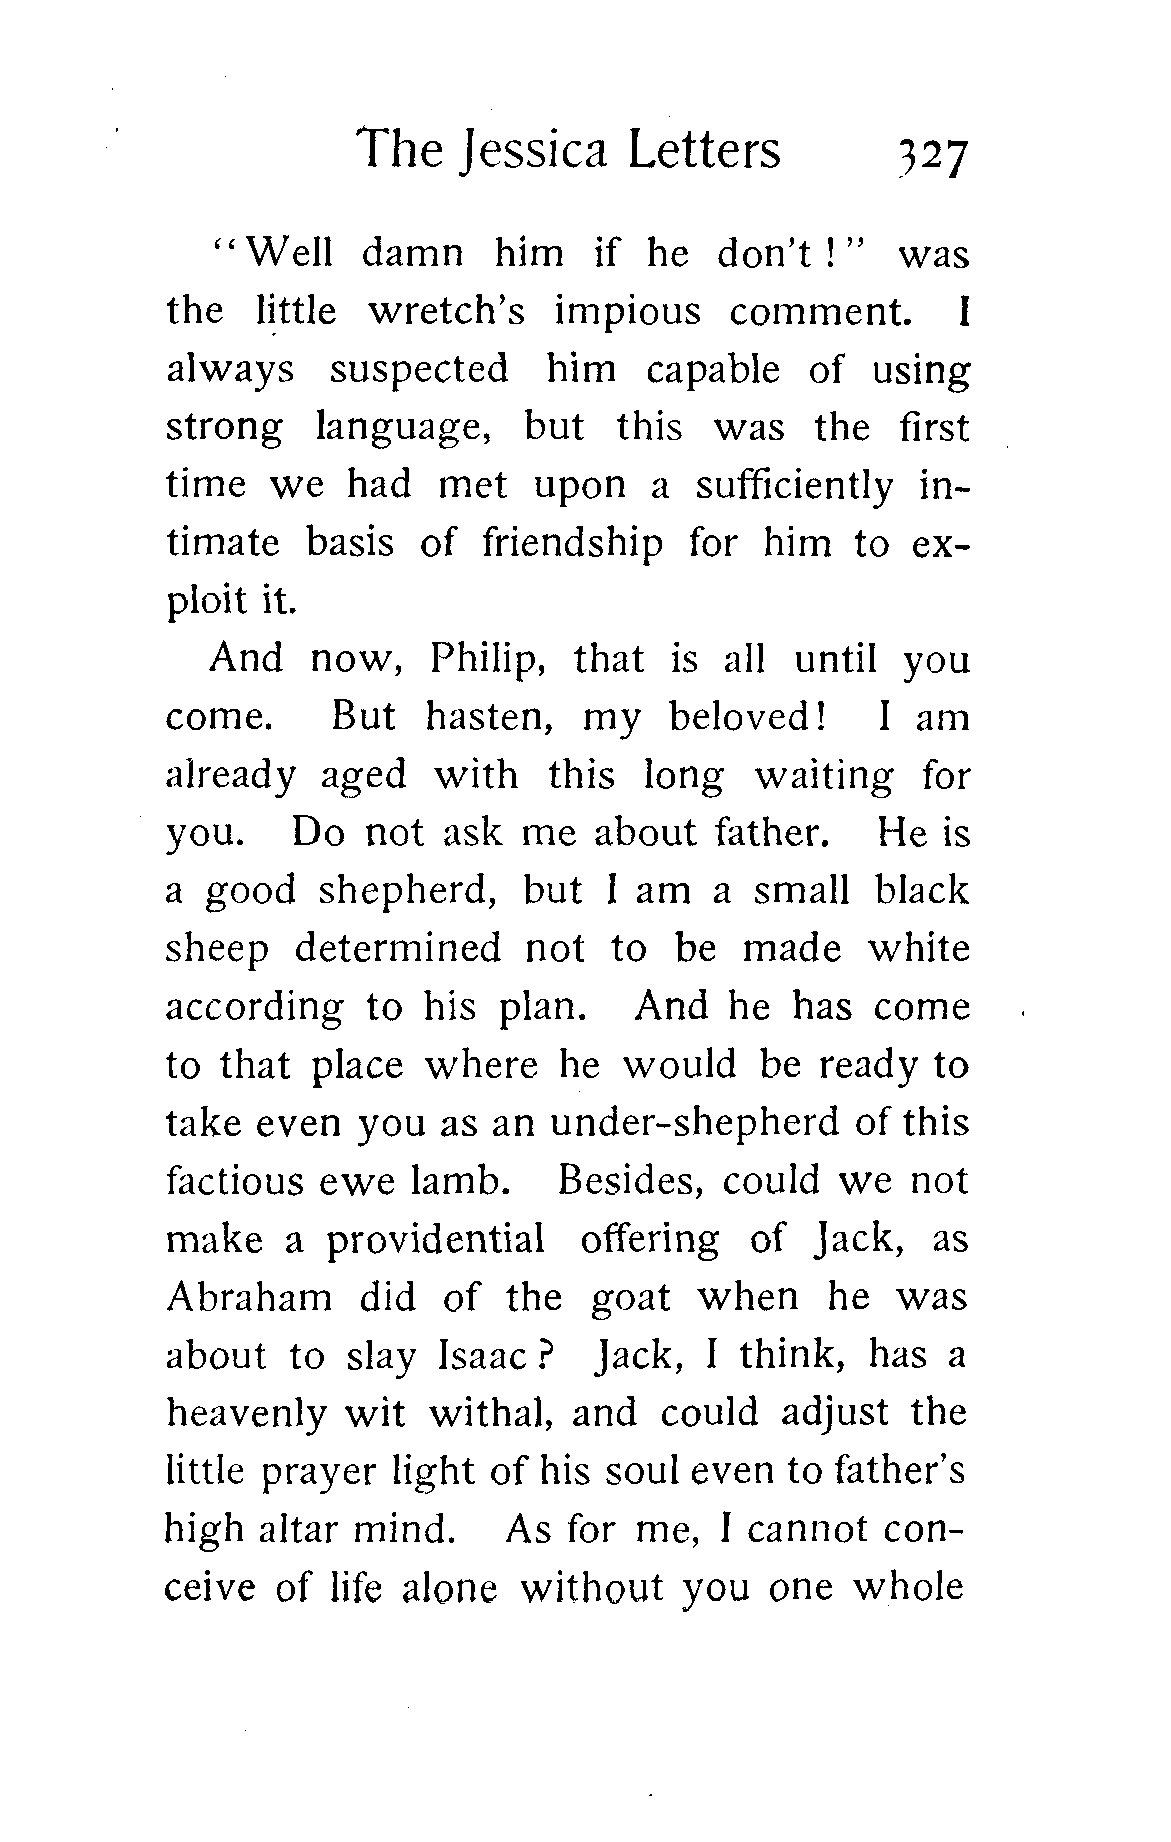 The Jessica Letters 327
“Well damn him if he don't!” was
the little wretch's impious comment. I
always suspected him capable of using
strong language, but this was the first
time we had met upon a sufficiently in-
timate basis of friendship for him to ex-
ploit it.
And now, Philip, that is all until you
come. But hasten, my beloved! I am
already aged with this long waiting for
you. Do not ask me about father. He is
a good shepherd, but I am a small black
sheep determined not to be made white
according to his plan. And he has come
to that place where he would be ready to
take even you as an under-shepherd of this
factious ewe lamb. Besides, could we not
make a providential offering of Jack, as
Abraham did of the goat when he was
about to slay Isaac? Jack, I think, has a
heavenly wit withal, and could adjust the
little prayer light of his soul even to father's
high altar mind. As for me, I cannot con-
ceive of life alone without you one whole